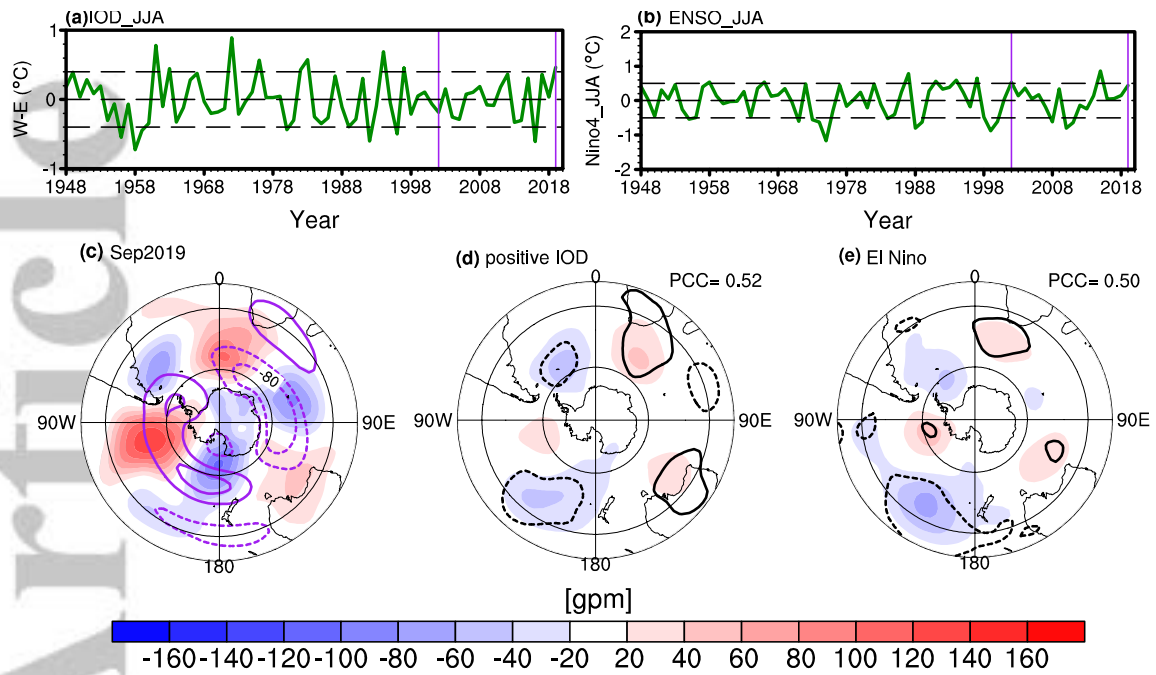 (a)IOD_JJA
W-E (°C)
1
0
-1
1948 1958 1968 1978 1988 1998 2008 2018
Year
(b) ENSO_JJA
Nino4_JJA (°C)
2
1
0
-1
-2
1948 1958 1968 1978 1988 1998 2008 2018
Year
(c) Sep2019
0
90W
90E
180
-80
(d) positive IOD
PCC= 0.52
0
90W
90E
180
(e) El Nino
PCC= 0.50
0
90W
90E
180
[gpm]
-160 -140 -120 -100 -80 -60 -40 -20 20 40 60 80 100 120 140 160
Article